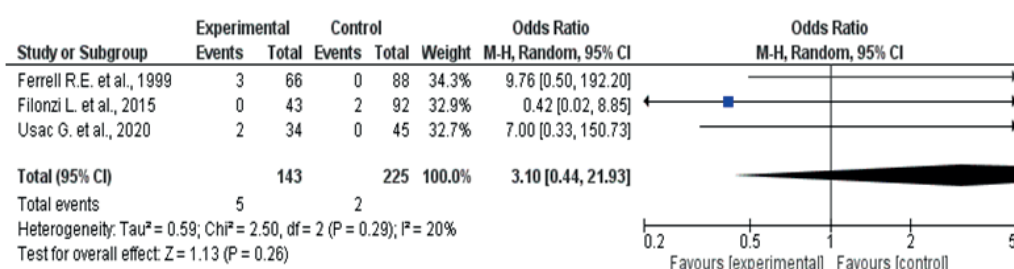 Experimental Control Odds Ratio Odds Ratio
Study or Subgroup Events Total Events Total Weight M-H, Random, 95% CI M-H, Random, 95% CI
Ferrell R.E. et al., 1999 3 66 0 88 34.3% 9.76 [0.50, 192.20]
Filonzi L. et al., 2015 0 43 2 92 32.9% 0.42 [0.02, 8.85]
Usac G. et al., 2020 2 34 0 45 32.7% 7.00 [0.33, 150.73]
Total (95% CI) 143 225 100.0% 3.10 [0.44, 21.93]
Total events 5 2
Heterogeneity: Tau² = 0.59; Chi² = 2.50, df = 2 (P = 0.29); I² = 20%
Test for overall effect: Z = 1.13 (P = 0.26)
0.2 0.5 1 2 5
Favours [experimental] Favours [control]